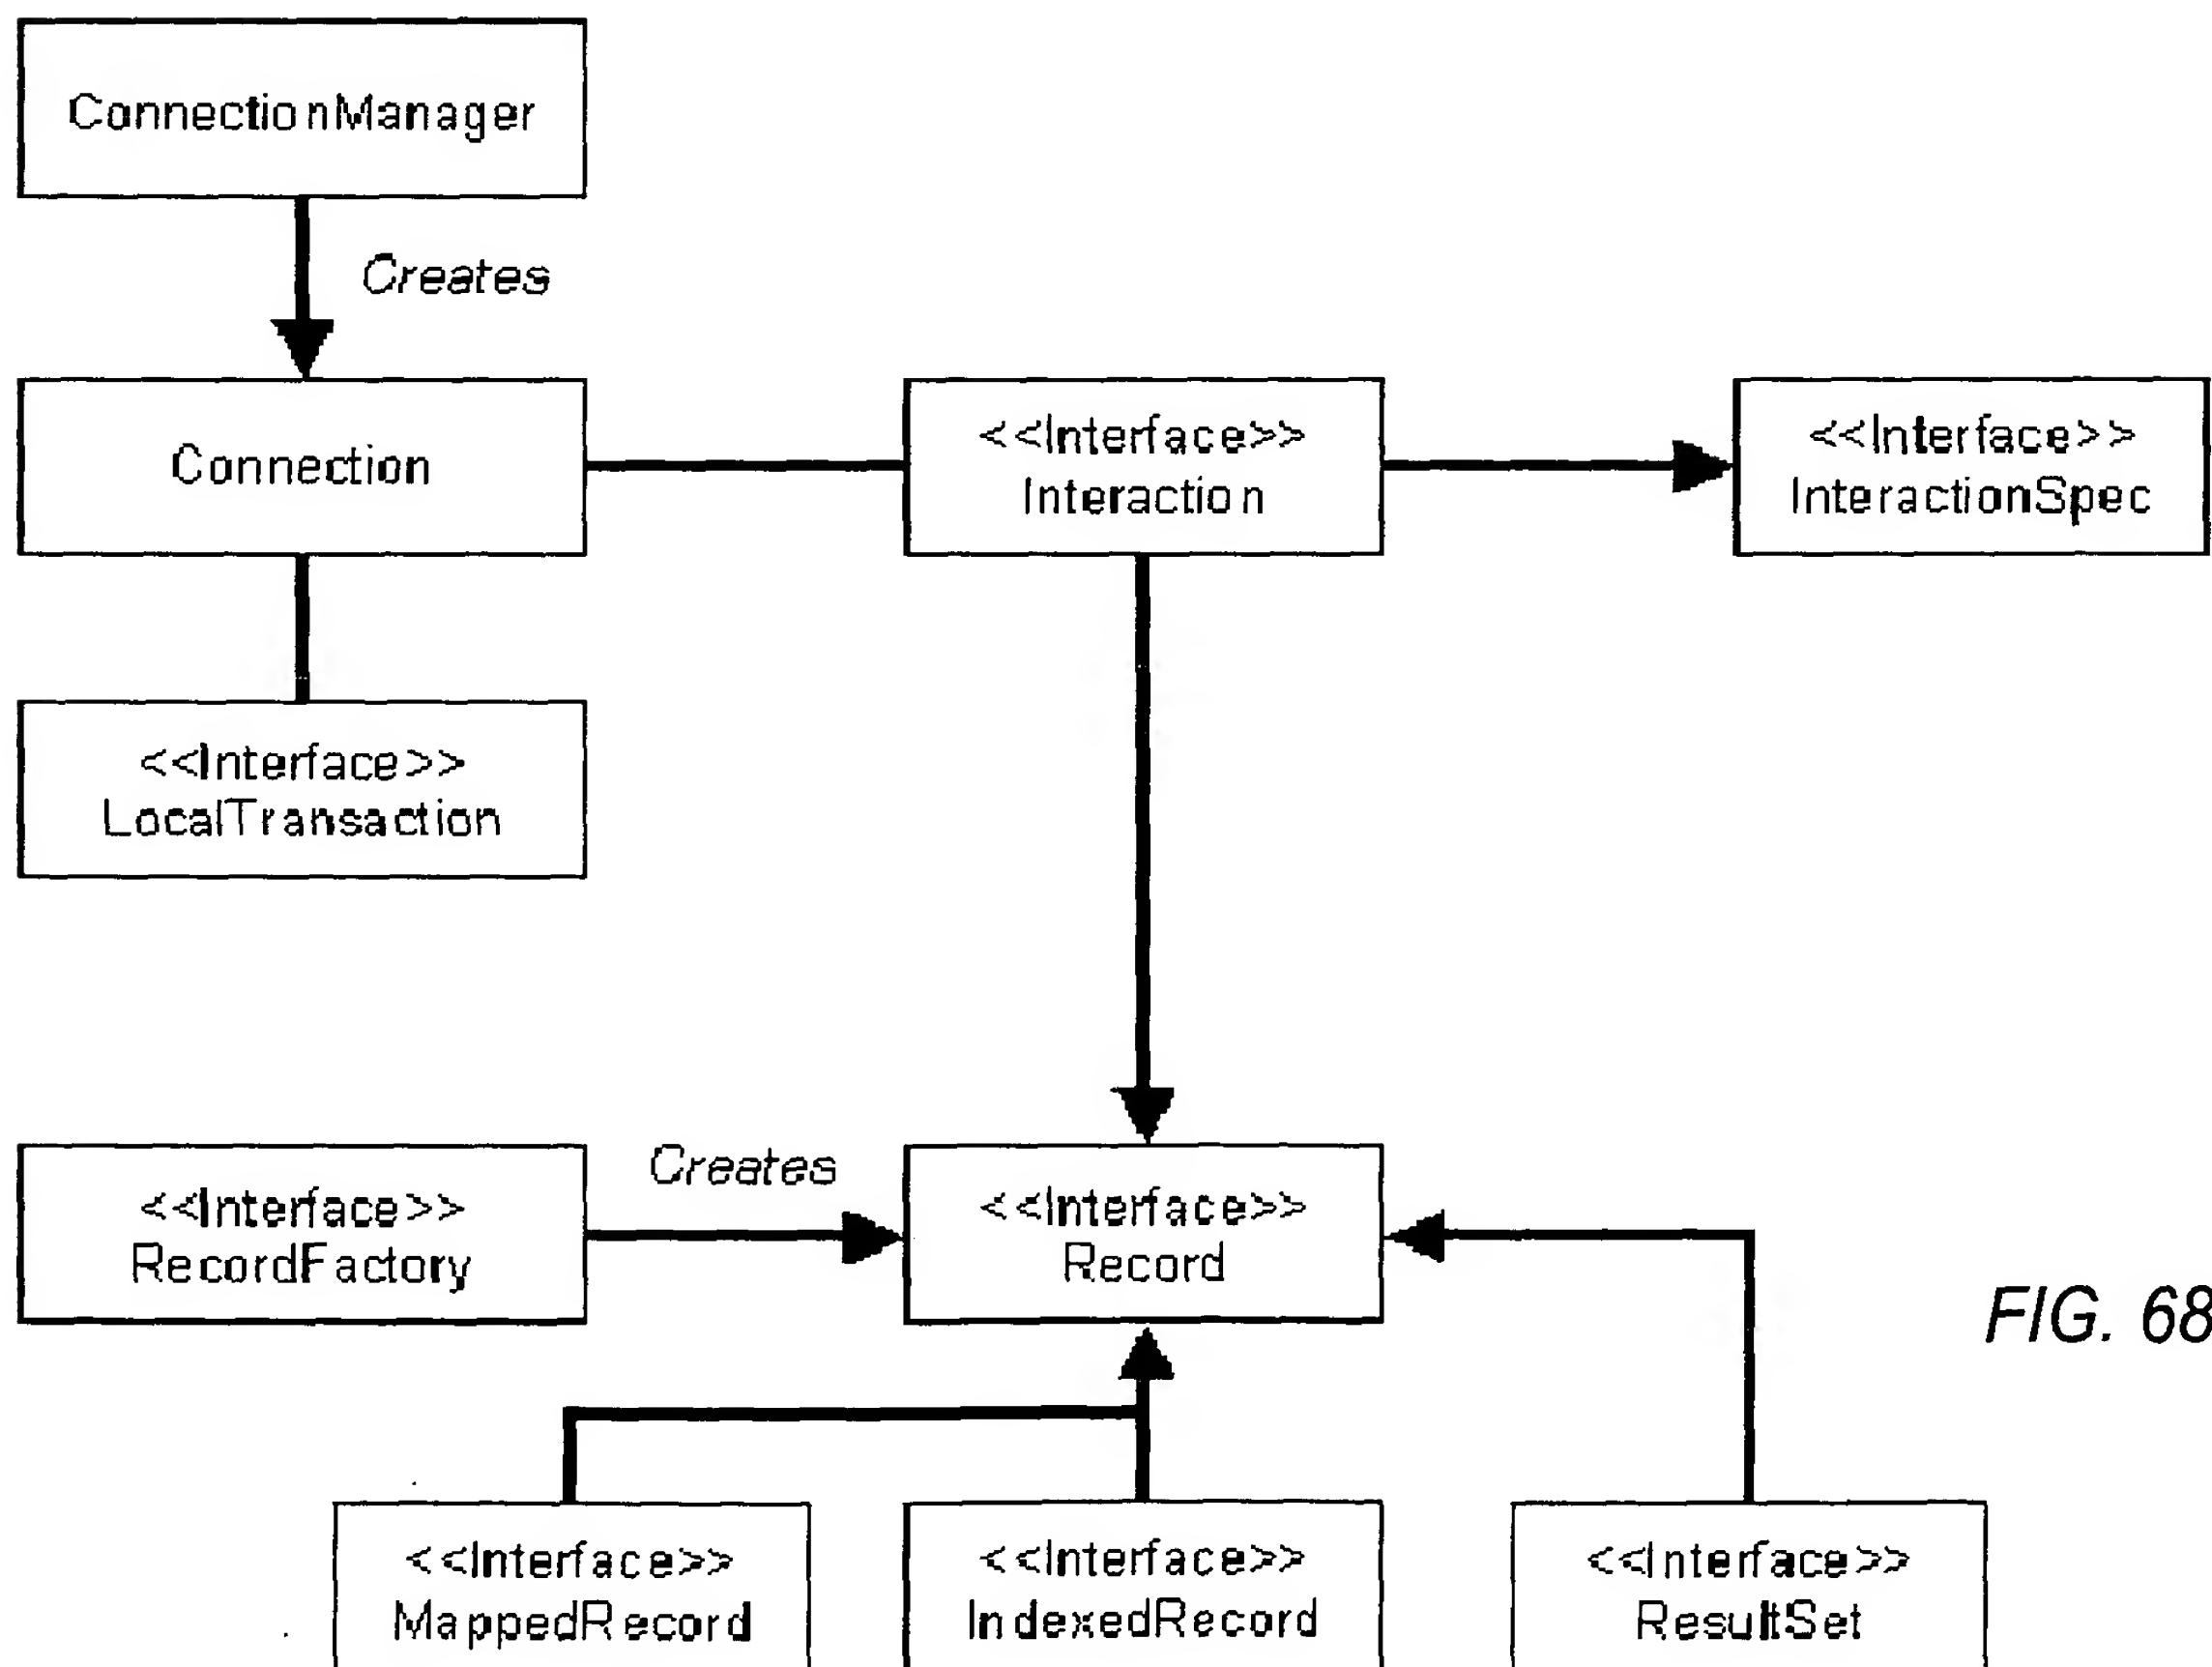 ConnectionManager
Creates
Connection
<<Interface>>
Interaction
<<Interface>>
InteractionSpec
<<Interface>>
LocalTransaction
<<Interface>>
RecordFactory
Creates
<<Interface>>
Record
FIG. 68
<<Interface>>
MappedRecord
<<Interface>>
IndexedRecord
<<Interface>>
ResultSet